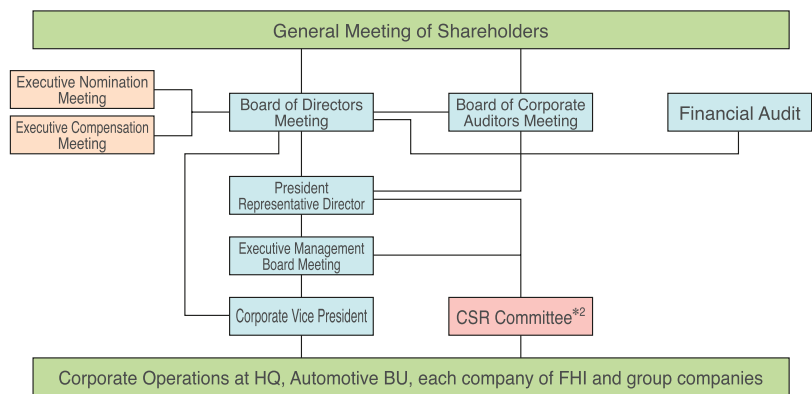 General Meeting of Shareholders
Executive Nomination
Meeting
Executive Compensation
Meeting
Board of Directors
Meeting
Board of Corporate
Auditors Meeting
Financial Audit
President
Representative Director
Executive Management
Board Meeting
Corporate Vice President
CSR Committee*2
Corporate Operations at HQ, Automotive BU, each company of FHI and group companies